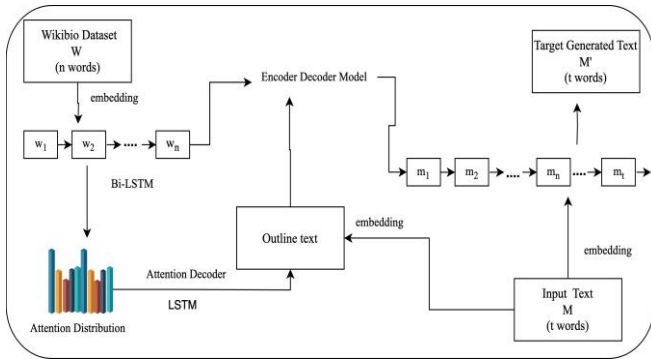 Wikibio Dataset
W
(n words)
embedding
w1
w2
....
wn
Bi-LSTM
Attention Distribution
Attention Decoder
LSTM
Encoder Decoder Model
Outline text
embedding
Target Generated Text
M'
(t words)
m1
m2
....
mn
....
mt
embedding
Input Text
M
(t words)